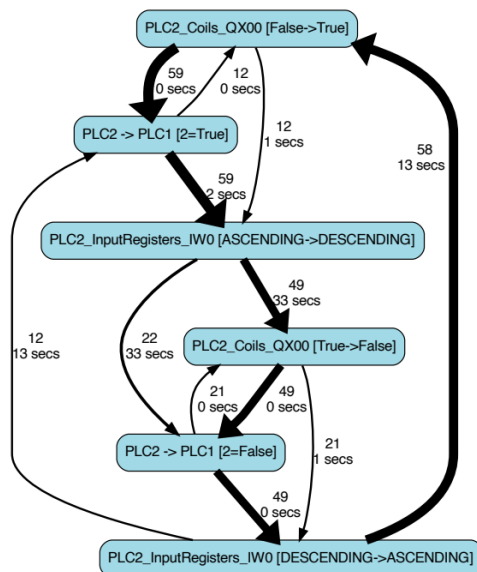 PLC2_Coils_QX00 [False->True]
59
0 secs
12
0 secs
12
1 secs
58
13 secs
PLC2 -> PLC1 [2=True]
59
2 secs
PLC2_InputRegisters_IW0 [ASCENDING->DESCENDING]
49
33 secs
12
13 secs
22
33 secs
PLC2_Coils_QX00 [True->False]
21
0 secs
49
0 secs
21
1 secs
PLC2 -> PLC1 [2=False]
49
0 secs
PLC2_InputRegisters_IW0 [DESCENDING->ASCENDING]